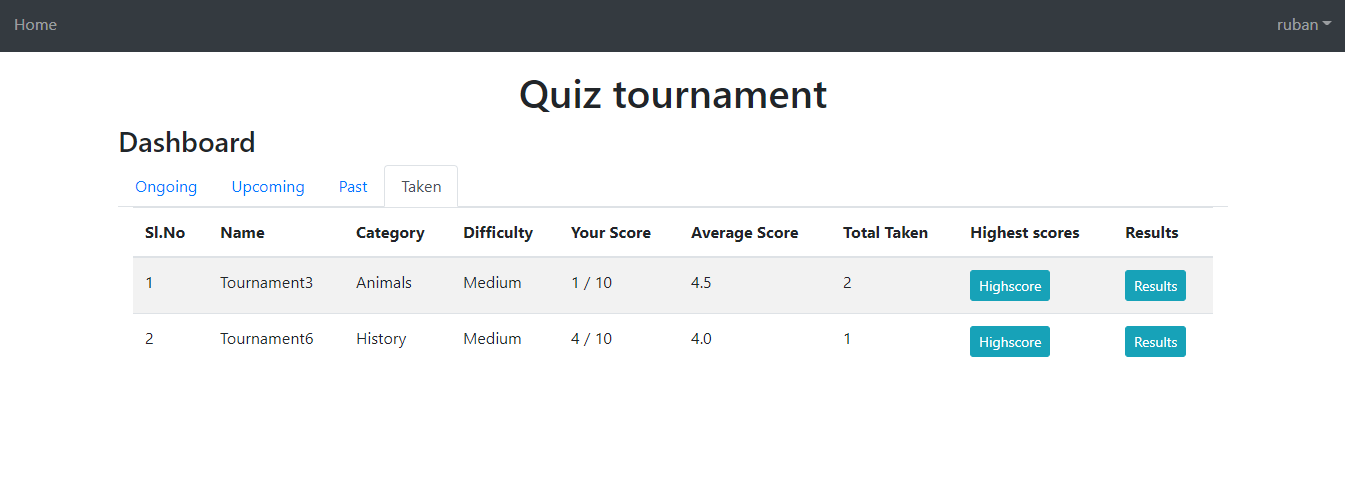 Home ruban
Quiz tournament
Dashboard
Ongoing Upcoming Past Taken
Sl.No Name Category Difficulty Your Score Average Score Total Taken Highest scores Results
1 Tournament3 Animals Medium 1 / 10 4.5 2 Highscore Results
2 Tournament6 History Medium 4 / 10 4.0 1 Highscore Results